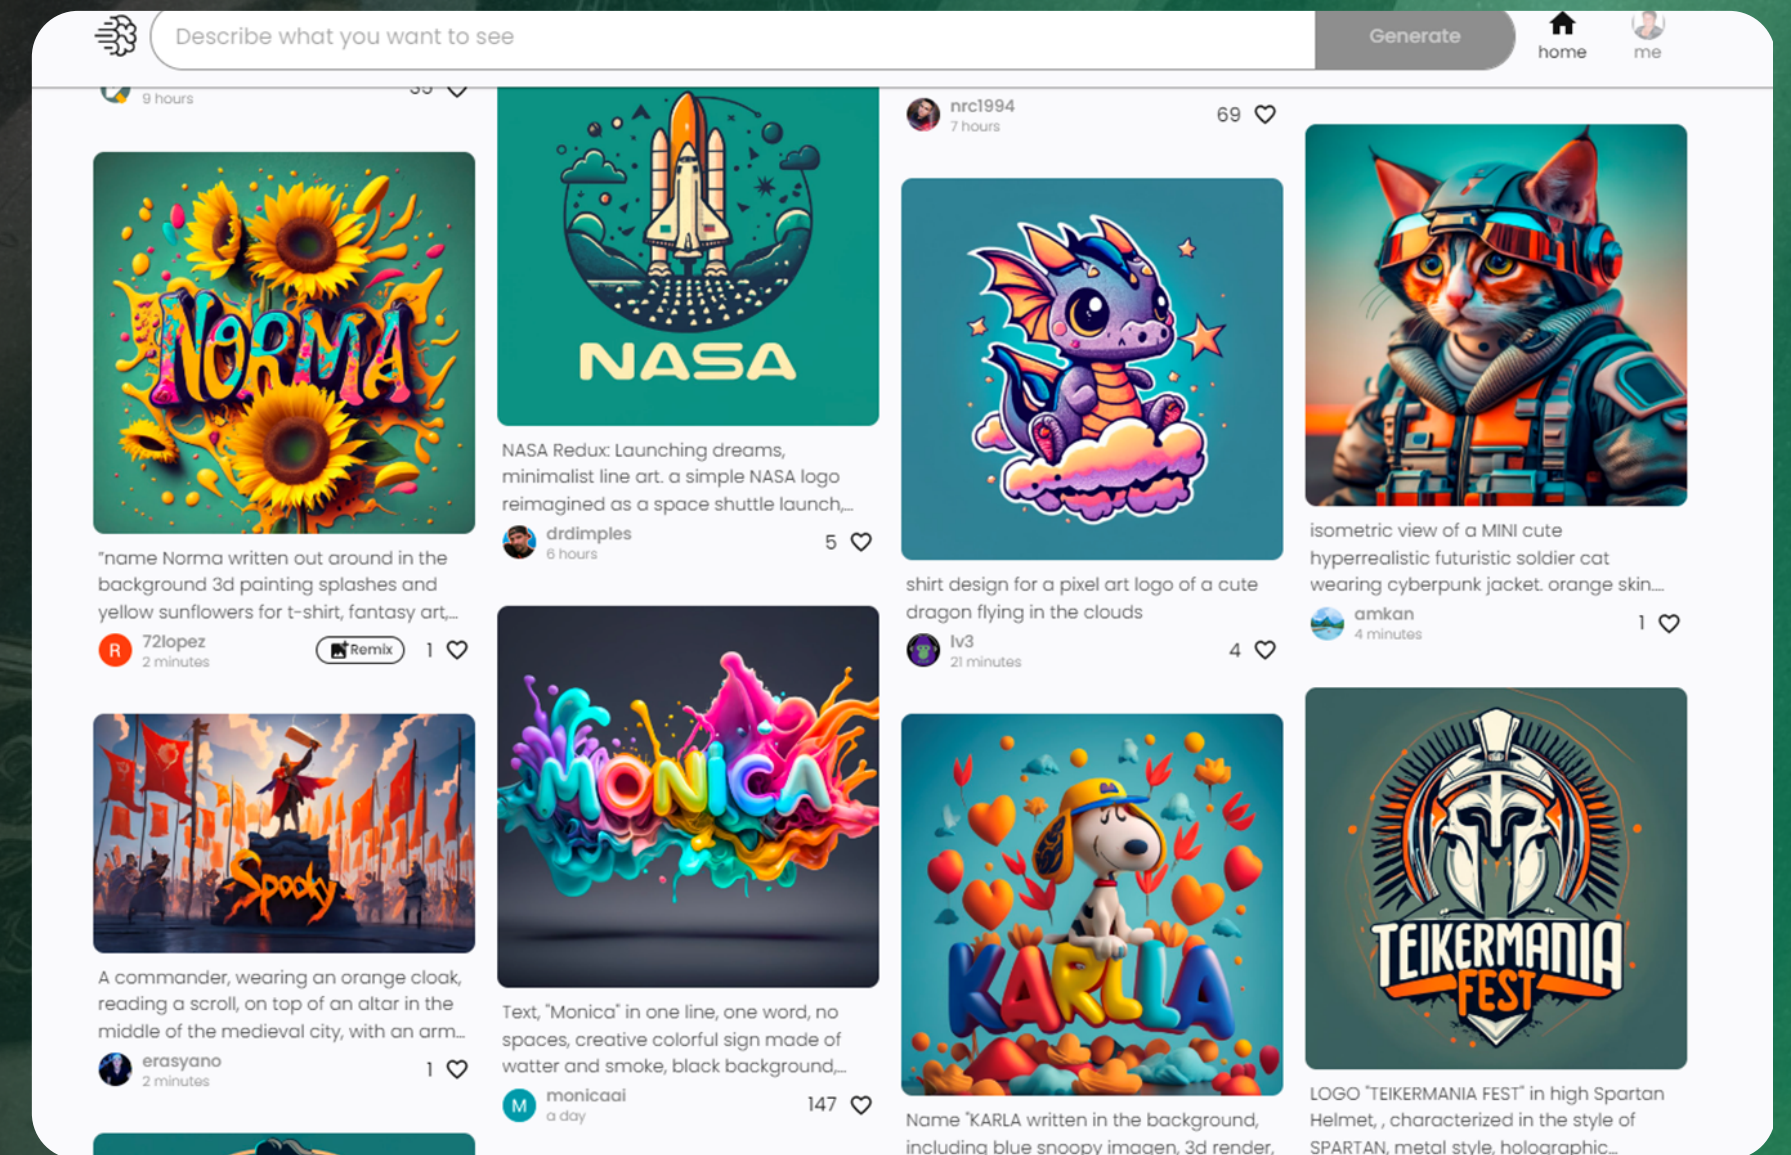 Describe what you want to see
Generate
home
me
9 hours
35
NORMA
"name Norma written out around in the
background 3d painting splashes and
yellow sunflowers for t-shirt, fantasy art,...
R
72lopez
2 minutes
Remix
1
Spooky
A commander, wearing an orange cloak,
reading a scroll, on top of an altar in the
middle of the medieval city, with an arm...
erasyano
2 minutes
1
NASA
NASA Redux: Launching dreams,
minimalist line art. a simple NASA logo
reimagined as a space shuttle launch,...
drdimples
6 hours
5
MONICA
Text, "Monica" in one line, one word, no
spaces, creative colorful sign made of
watter and smoke, black background,...
M
monicaai
a day
147
nrc1994
7 hours
69
shirt design for a pixel art logo of a cute
dragon flying in the clouds
lv3
21 minutes
4
KARLLA
Name "KARLA written in the background,
including blue snoopy imagen, 3d render,
isometric view of a MINI cute
hyperrealistic futuristic soldier cat
wearing cyberpunk jacket. orange skin....
amkan
4 minutes
1
TEIKERMANIA
FEST
LOGO "TEIKERMANIA FEST" in high Spartan
Helmet, , characterized in the style of
SPARTAN, metal style, holographic...